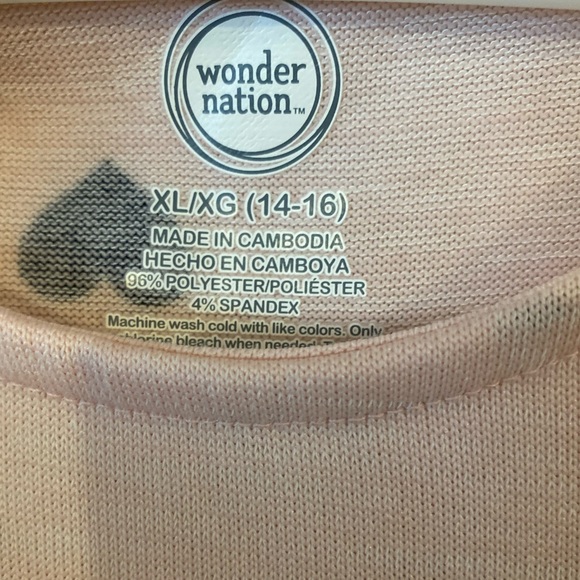 wonder
nation™
XL/XG (14-16)
MADE IN CAMBODIA
HECHO EN CAMBOYA
96% POLYESTER/POLIÉSTER
4% SPANDEX
Machine wash cold with like colors. Only
chlorine bleach when needed.